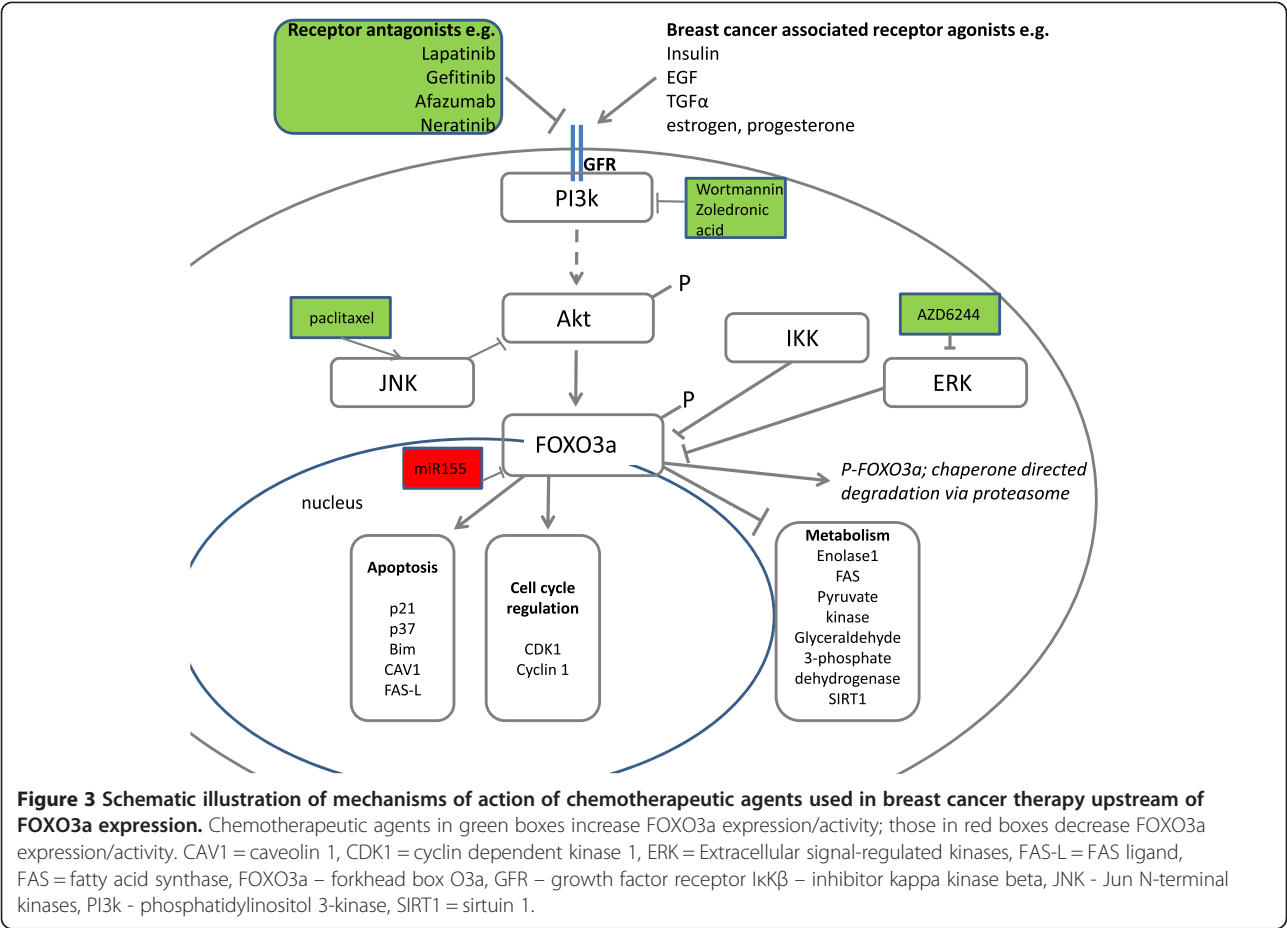 Receptor antagonists e.g.
Lapatinib
Gefitinib
Afazumab
Neratinib
Breast cancer associated receptor agonists e.g.
Insulin
EGF
TGFα
estrogen, progesterone
GFR
PI3k
Wortmannin
Zoledronic
acid
P
Akt
paclitaxel
JNK
IKK
AZD6244
ERK
P
FOXO3a
miR155
nucleus
P-FOXO3a; chaperone directed
degradation via proteasome
Apoptosis
p21
p37
Bim
CAV1
FAS-L
Cell cycle
regulation
CDK1
Cyclin 1
Metabolism
Enolase1
FAS
Pyruvate
kinase
Glyceraldehyde
3-phosphate
dehydrogenase
SIRT1
Figure 3 Schematic illustration of mechanisms of action of chemotherapeutic agents used in breast cancer therapy upstream of
FOXO3a expression. Chemotherapeutic agents in green boxes increase FOXO3a expression/activity; those in red boxes decrease FOXO3a
expression/activity. CAV1 = caveolin 1, CDK1 = cyclin dependent kinase 1, ERK = Extracellular signal-regulated kinases, FAS-L = FAS ligand,
FAS = fatty acid synthase, FOXO3a – forkhead box O3a, GFR – growth factor receptor IκKβ – inhibitor kappa kinase beta, JNK - Jun N-terminal
kinases, PI3k - phosphatidylinositol 3-kinase, SIRT1 = sirtuin 1.